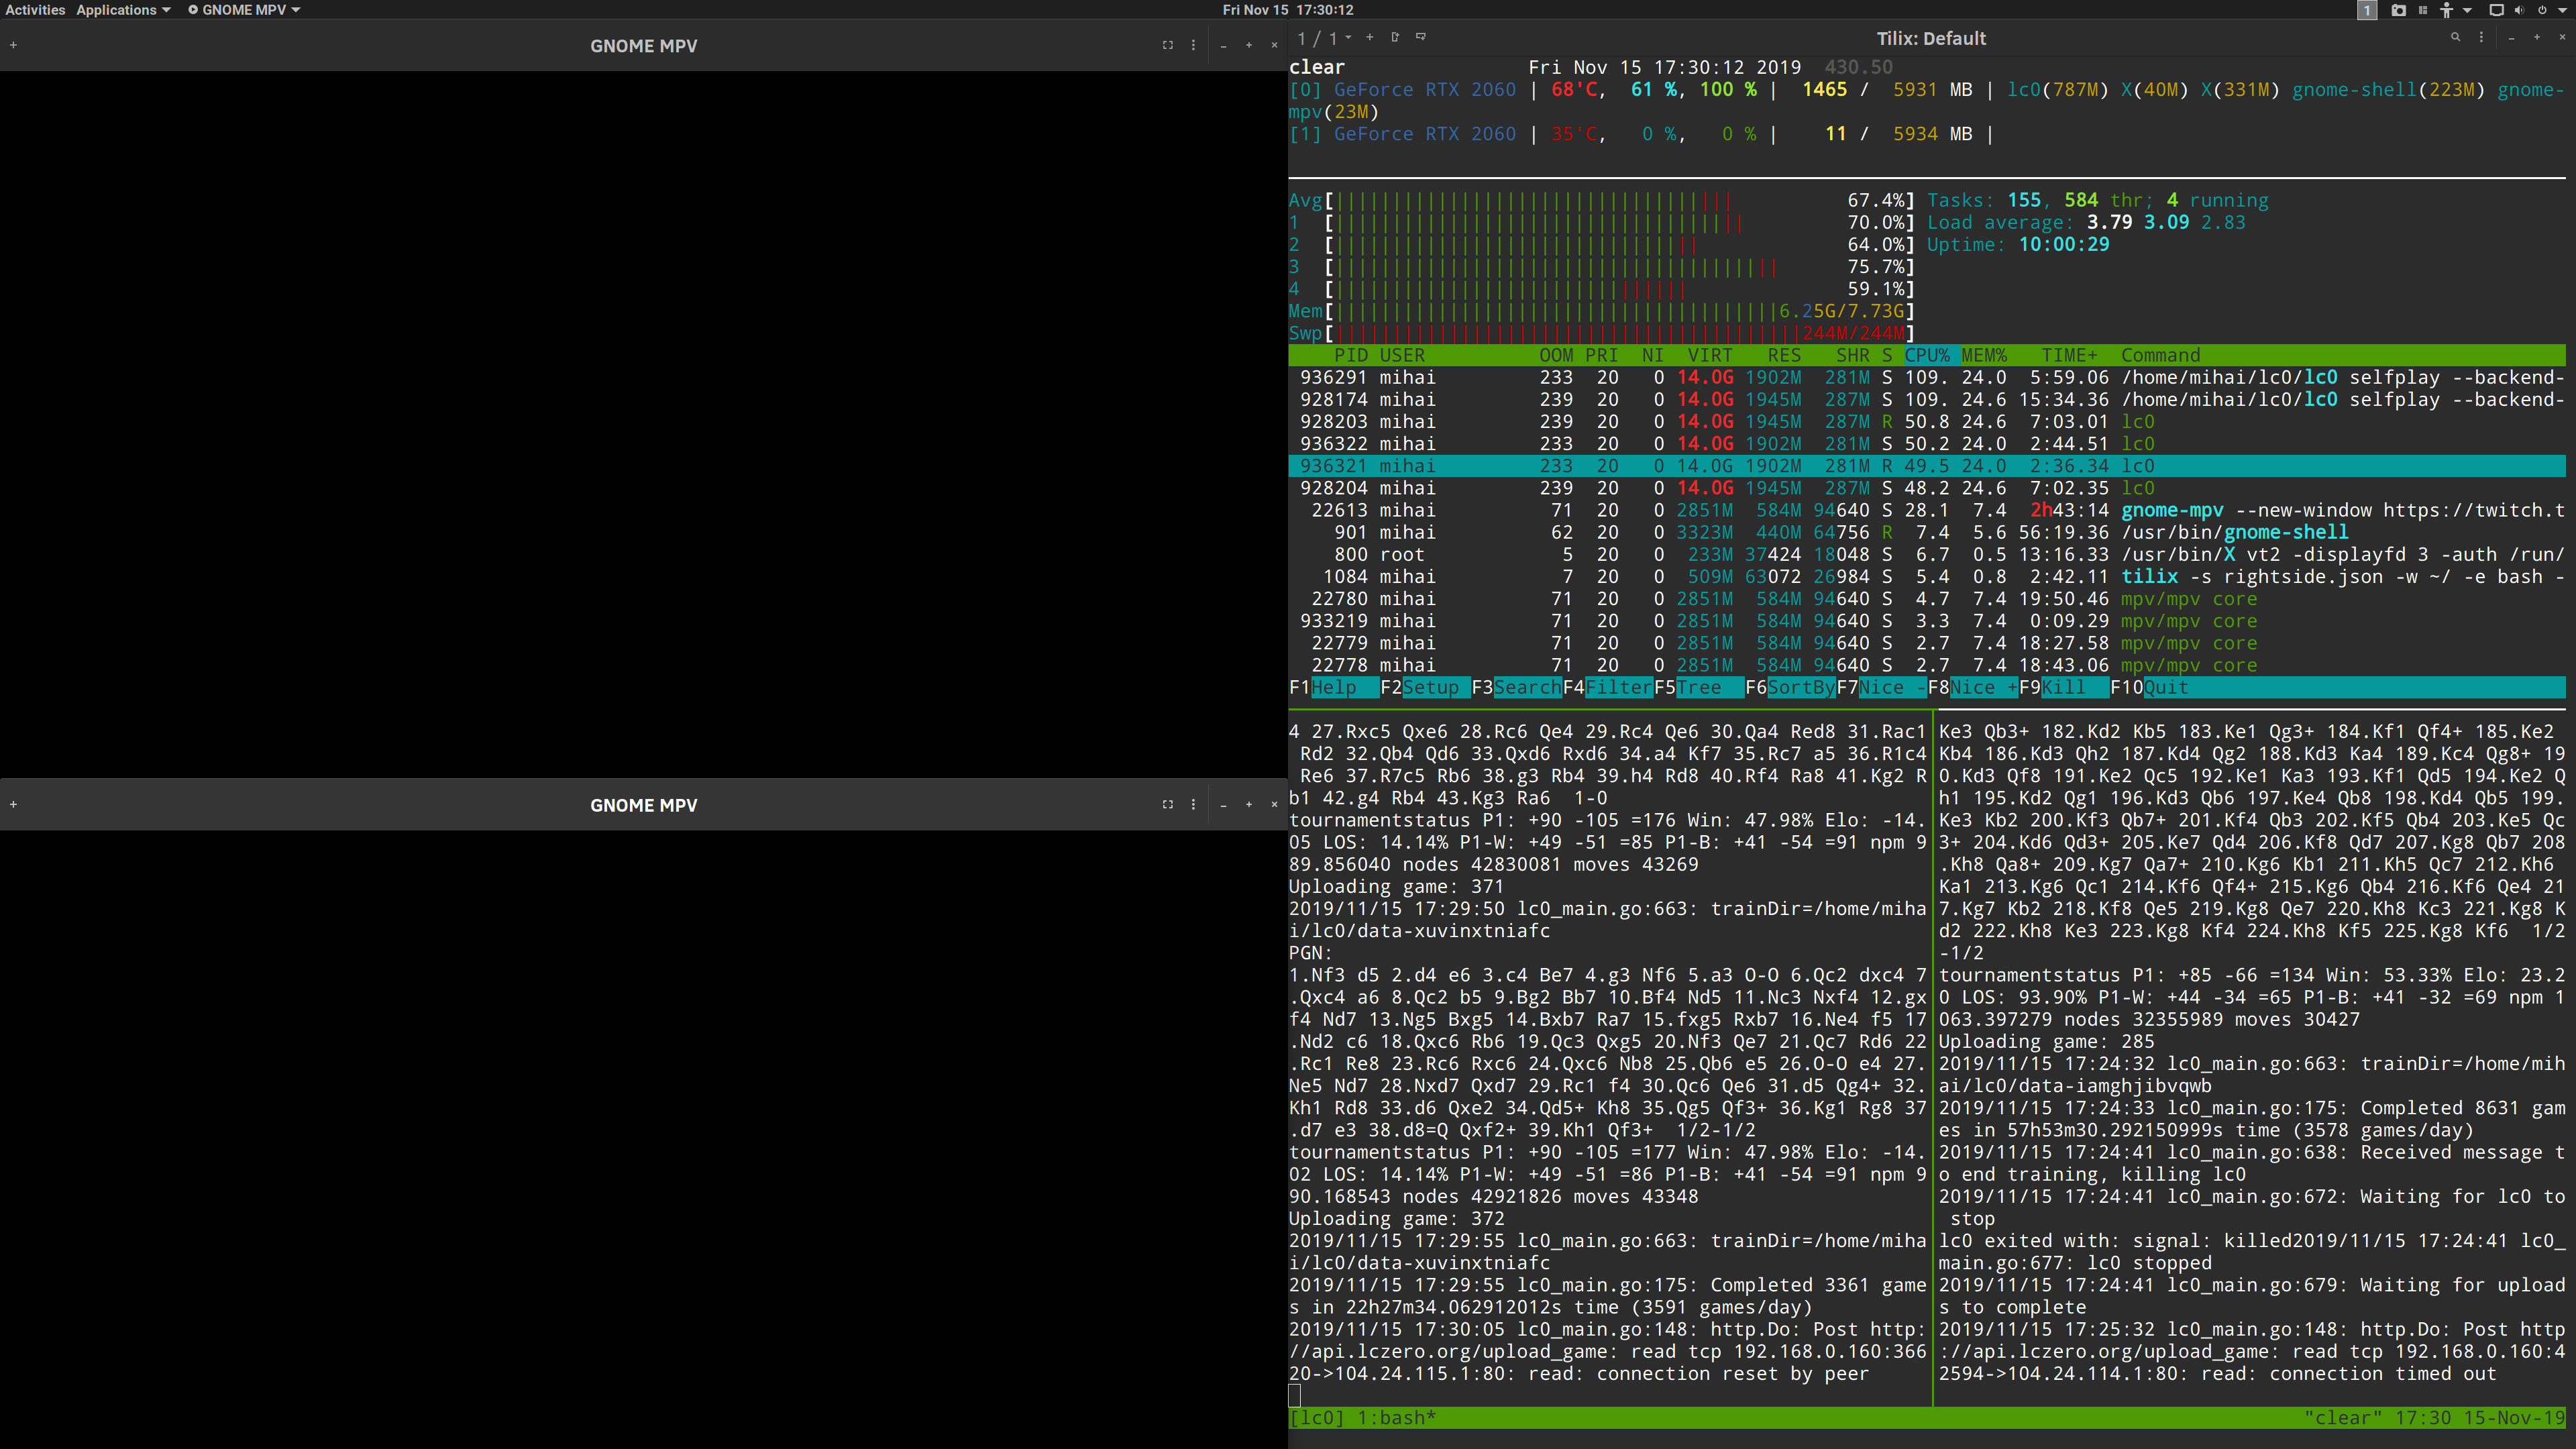 Activities Applications GNOME MPV Fri Nov 15 17:30:12 1
GNOME MPV
GNOME MPV
1 / 1 Tilix: Default
clear Fri Nov 15 17:30:12 2019 430.50
[0] GeForce RTX 2060 | 68'C, 61 %, 100 % | 1465 / 5931 MB | lc0(787M) X(40M) X(331M) gnome-shell(223M) gnome-
mpv(23M)
[1] GeForce RTX 2060 | 35'C, 0 %, 0 % | 11 / 5934 MB |
Avg[ 67.4%] Tasks: 155, 584 thr; 4 running
1 [ 70.0%] Load average: 3.79 3.09 2.83
2 [ 64.0%] Uptime: 10:00:29
3 [ 75.7%]
4 [ 59.1%]
Mem[ 6.25G/7.73G]
Swp[ 244M/244M]
PID USER OOM PRI NI VIRT RES SHR S CPU% MEM% TIME+ Command
936291 mihai 233 20 0 14.0G 1902M 281M S 109. 24.0 5:59.06 /home/mihai/lc0/lc0 selfplay --backend-
928174 mihai 239 20 0 14.0G 1945M 287M S 109. 24.6 15:34.36 /home/mihai/lc0/lc0 selfplay --backend-
928203 mihai 239 20 0 14.0G 1945M 287M R 50.8 24.6 7:03.01 lc0
936322 mihai 233 20 0 14.0G 1902M 281M S 50.2 24.0 2:44.51 lc0
936321 mihai 233 20 0 14.0G 1902M 281M R 49.5 24.0 2:36.34 lc0
928204 mihai 239 20 0 14.0G 1945M 287M S 48.2 24.6 7:02.35 lc0
22613 mihai 71 20 0 2851M 584M 94640 S 28.1 7.4 2h43:14 gnome-mpv --new-window https://twitch.t
901 mihai 62 20 0 3323M 440M 64756 R 7.4 5.6 56:19.36 /usr/bin/gnome-shell
800 root 5 20 0 233M 37424 18048 S 6.7 0.5 13:16.33 /usr/bin/X vt2 -displayfd 3 -auth /run/
1084 mihai 7 20 0 509M 63072 26984 S 5.4 0.8 2:42.11 tilix -s rightside.json -w ~/ -e bash -
22780 mihai 71 20 0 2851M 584M 94640 S 4.7 7.4 19:50.46 mpv/mpv core
933219 mihai 71 20 0 2851M 584M 94640 S 3.3 7.4 0:09.29 mpv/mpv core
22779 mihai 71 20 0 2851M 584M 94640 S 2.7 7.4 18:27.58 mpv/mpv core
22778 mihai 71 20 0 2851M 584M 94640 S 2.7 7.4 18:43.06 mpv/mpv core
F1Help F2Setup F3SearchF4FilterF5Tree F6SortByF7Nice -F8Nice +F9Kill F10Quit
4 27.Rxc5 Qxe6 28.Rc6 Qe4 29.Rc4 Qe6 30.Qa4 Red8 31.Rac1
Rd2 32.Qb4 Qd6 33.Qxd6 Rxd6 34.a4 Kf7 35.Rc7 a5 36.R1c4
Re6 37.R7c5 Rb6 38.g3 Rb4 39.h4 Rd8 40.Rf4 Ra8 41.Kg2 R
b1 42.g4 Rb4 43.Kg3 Ra6 1-0
tournamentstatus P1: +90 -105 =176 Win: 47.98% Elo: -14.
05 LOS: 14.14% P1-W: +49 -51 =85 P1-B: +41 -54 =91 npm 9
89.856040 nodes 42830081 moves 43269
Uploading game: 371
2019/11/15 17:29:50 lc0_main.go:663: trainDir=/home/miha
i/lc0/data-xuvinxtniafc
PGN:
1.Nf3 d5 2.d4 e6 3.c4 Be7 4.g3 Nf6 5.a3 O-O 6.Qc2 dxc4 7
.Qxc4 a6 8.Qc2 b5 9.Bg2 Bb7 10.Bf4 Nd5 11.Nc3 Nxf4 12.gx
f4 Nd7 13.Ng5 Bxg5 14.Bxb7 Ra7 15.fxg5 Rxb7 16.Ne4 f5 17
.Nd2 c6 18.Qxc6 Rb6 19.Qc3 Qxg5 20.Nf3 Qe7 21.Qc7 Rd6 22
.Rc1 Re8 23.Rc6 Rxc6 24.Qxc6 Nb8 25.Qb6 e5 26.O-O e4 27.
Ne5 Nd7 28.Nxd7 Qxd7 29.Rc1 f4 30.Qc6 Qe6 31.d5 Qg4+ 32.
Kh1 Rd8 33.d6 Qxe2 34.Qd5+ Kh8 35.Qg5 Qf3+ 36.Kg1 Rg8 37
.d7 e3 38.d8=Q Qxf2+ 39.Kh1 Qf3+ 1/2-1/2
tournamentstatus P1: +90 -105 =177 Win: 47.98% Elo: -14.
02 LOS: 14.14% P1-W: +49 -51 =86 P1-B: +41 -54 =91 npm 9
90.168543 nodes 42921826 moves 43348
Uploading game: 372
2019/11/15 17:29:55 lc0_main.go:663: trainDir=/home/miha
i/lc0/data-xuvinxtniafc
2019/11/15 17:29:55 lc0_main.go:175: Completed 3361 game
s in 22h27m34.062912012s time (3591 games/day)
2019/11/15 17:30:05 lc0_main.go:148: http.Do: Post http:
//api.lczero.org/upload_game: read tcp 192.168.0.160:366
20->104.24.115.1:80: read: connection reset by peer
Ke3 Qb3+ 182.Kd2 Kb5 183.Ke1 Qg3+ 184.Kf1 Qf4+ 185.Ke2
Kb4 186.Kd3 Qh2 187.Kd4 Qg2 188.Kd3 Ka4 189.Kc4 Qg8+ 19
0.Kd3 Qf8 191.Ke2 Qc5 192.Ke1 Ka3 193.Kf1 Qd5 194.Ke2 Q
h1 195.Kd2 Qg1 196.Kd3 Qb6 197.Ke4 Qb8 198.Kd4 Qb5 199.
Ke3 Kb2 200.Kf3 Qb7+ 201.Kf4 Qb3 202.Kf5 Qb4 203.Ke5 Qc
3+ 204.Kd6 Qd3+ 205.Ke7 Qd4 206.Kf8 Qd7 207.Kg8 Qb7 208
.Kh8 Qa8+ 209.Kg7 Qa7+ 210.Kg6 Kb1 211.Kh5 Qc7 212.Kh6
Ka1 213.Kg6 Qc1 214.Kf6 Qf4+ 215.Kg6 Qb4 216.Kf6 Qe4 21
7.Kg7 Kb2 218.Kf8 Qe5 219.Kg8 Qe7 220.Kh8 Kc3 221.Kg8 K
d2 222.Kh8 Ke3 223.Kg8 Kf4 224.Kh8 Kf5 225.Kg8 Kf6 1/2
-1/2
tournamentstatus P1: +85 -66 =134 Win: 53.33% Elo: 23.2
0 LOS: 93.90% P1-W: +44 -34 =65 P1-B: +41 -32 =69 npm 1
063.397279 nodes 32355989 moves 30427
Uploading game: 285
2019/11/15 17:24:32 lc0_main.go:663: trainDir=/home/mih
ai/lc0/data-iamghjibvqwb
2019/11/15 17:24:33 lc0_main.go:175: Completed 8631 gam
es in 57h53m30.292150999s time (3578 games/day)
2019/11/15 17:24:41 lc0_main.go:638: Received message t
o end training, killing lc0
2019/11/15 17:24:41 lc0_main.go:672: Waiting for lc0 to
stop
lc0 exited with: signal: killed2019/11/15 17:24:41 lc0_
main.go:677: lc0 stopped
2019/11/15 17:24:41 lc0_main.go:679: Waiting for upload
s to complete
2019/11/15 17:25:32 lc0_main.go:148: http.Do: Post http
://api.lczero.org/upload_game: read tcp 192.168.0.160:4
2594->104.24.114.1:80: read: connection timed out
[lc0] 1:bash* "clear" 17:30 15-Nov-19